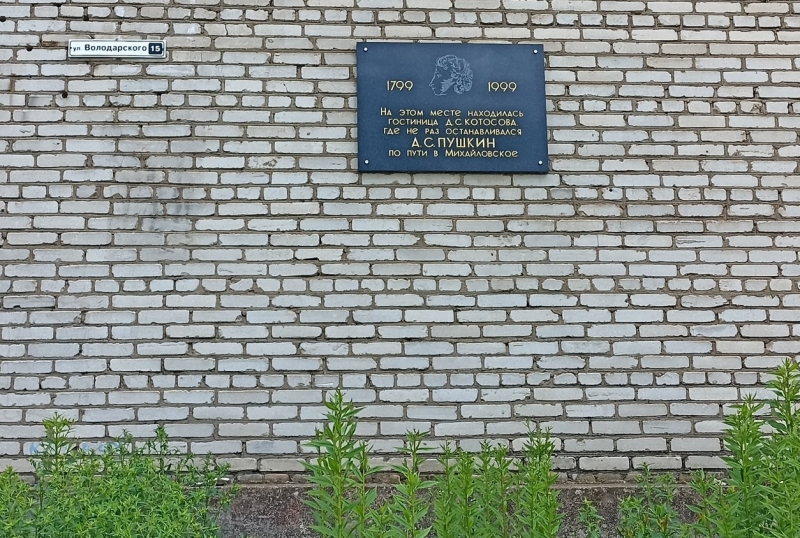 ул Володарского 15
1799 1999
На этом месте находилась
гостиница Д.С.Котосова
где не раз останавливался
А.С.ПУШКИН
по пути в Михайловское